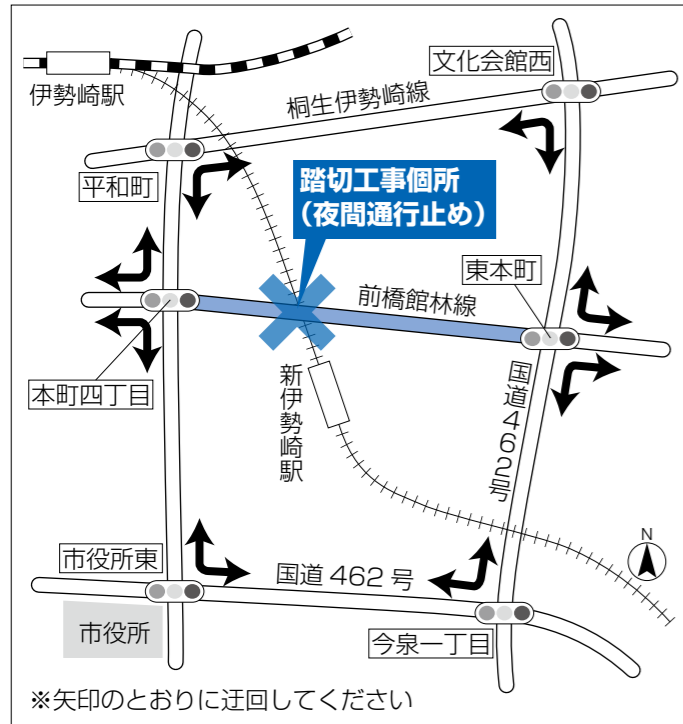 伊勢崎駅
文化会館西
桐生伊勢崎線
平和町
踏切工事個所
（夜間通行止め）
東本町
前橋館林線
本町四丁目
新伊勢崎駅
国道462号
N
市役所東
国道 462 号
市役所
今泉一丁目
※矢印のとおりに迂回してください